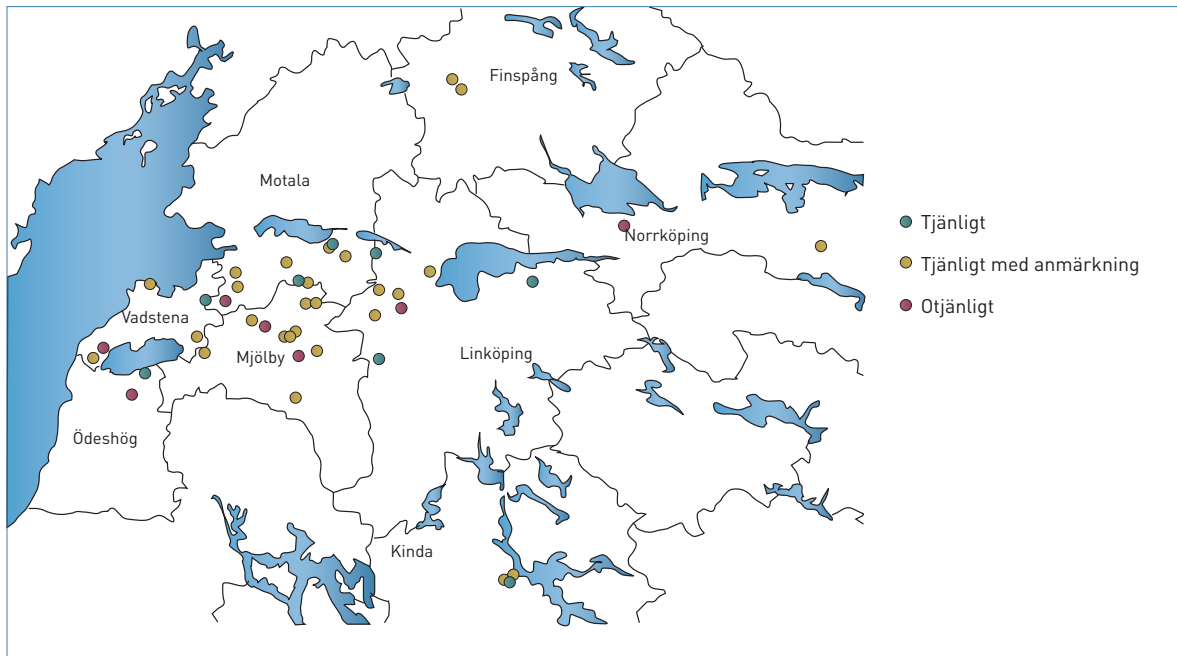 Finspång
Motala
Norrköping
Vadstena
Mjölby
Linköping
Ödeshög
Kinda
Tjänligt
Tjänligt med anmärkning
Otjänligt